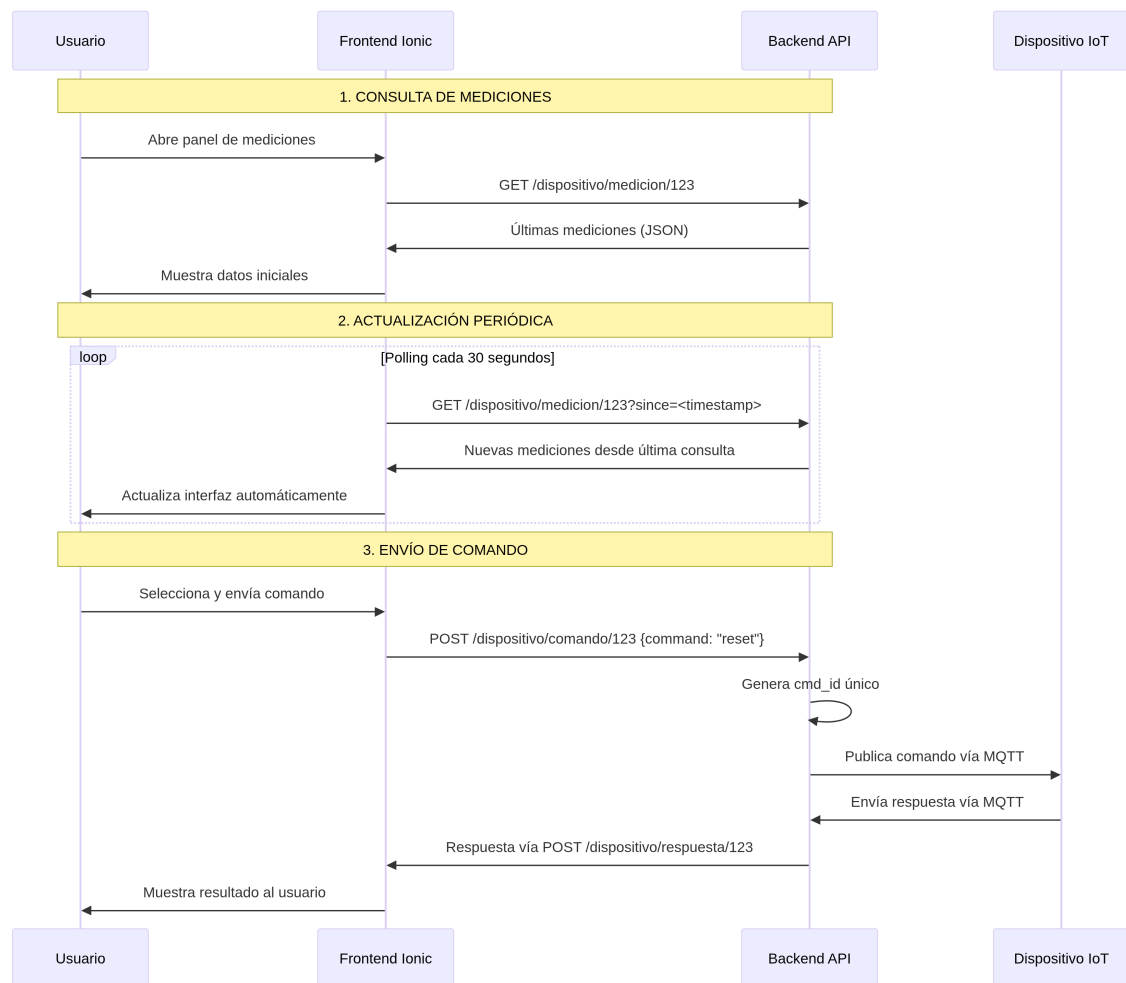 Usuario
Frontend Ionic
Backend API
Dispositivo IoT
1. CONSULTA DE MEDICIONES
Abre panel de mediciones
GET /dispositivo/medicion/123
Últimas mediciones (JSON)
Muestra datos iniciales
2. ACTUALIZACIÓN PERIÓDICA
loop
[Polling cada 30 segundos]
GET /dispositivo/medicion/123?since=<timestamp>
Nuevas mediciones desde última consulta
Actualiza interfaz automáticamente
3. ENVÍO DE COMANDO
Selecciona y envía comando
POST /dispositivo/comando/123 {command: "reset"}
Genera cmd_id único
Publica comando vía MQTT
Envía respuesta vía MQTT
Respuesta vía POST /dispositivo/respuesta/123
Muestra resultado al usuario
Usuario
Frontend Ionic
Backend API
Dispositivo IoT